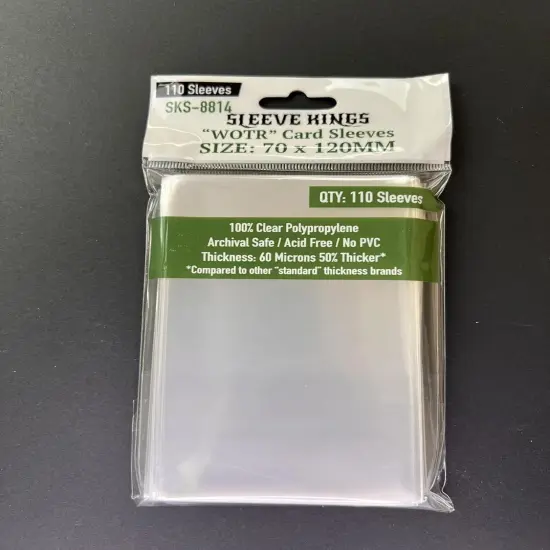 110 Sleeves
SKS-8814
SLEEVE KINGS
"WOTR" Card Sleeves
SIZE: 70 x 120MM
QTY: 110 Sleeves
100% Clear Polypropylene
Archival Safe / Acid Free / No PVC
Thickness: 60 Microns 50% Thicker*
*Compared to other "standard" thickness brands